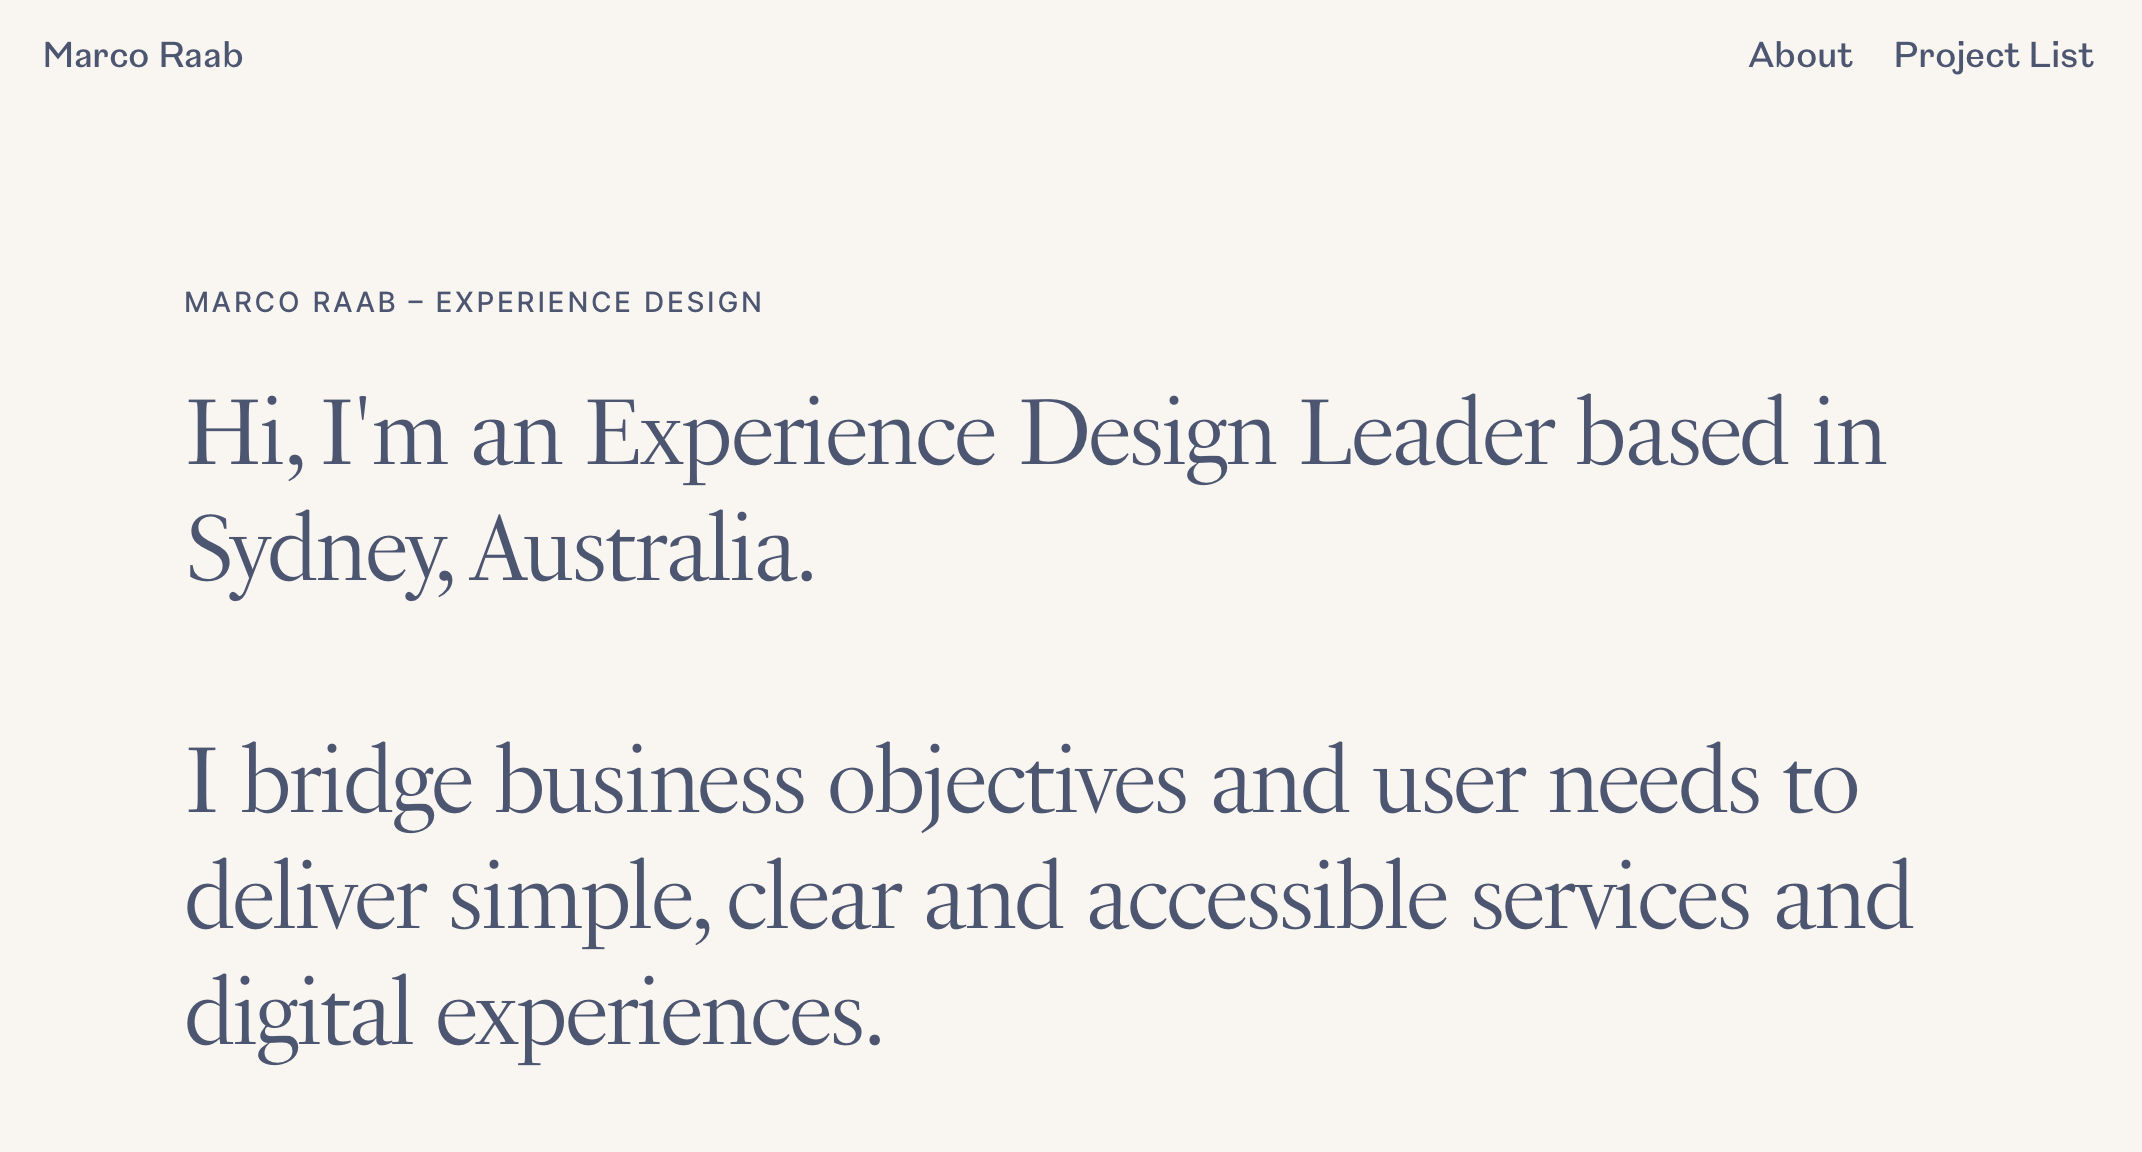 Marco Raab
About
Project List
MARCO RAAB – EXPERIENCE DESIGN
Hi, I'm an Experience Design Leader based in
Sydney, Australia.
I bridge business objectives and user needs to
deliver simple, clear and accessible services and
digital experiences.